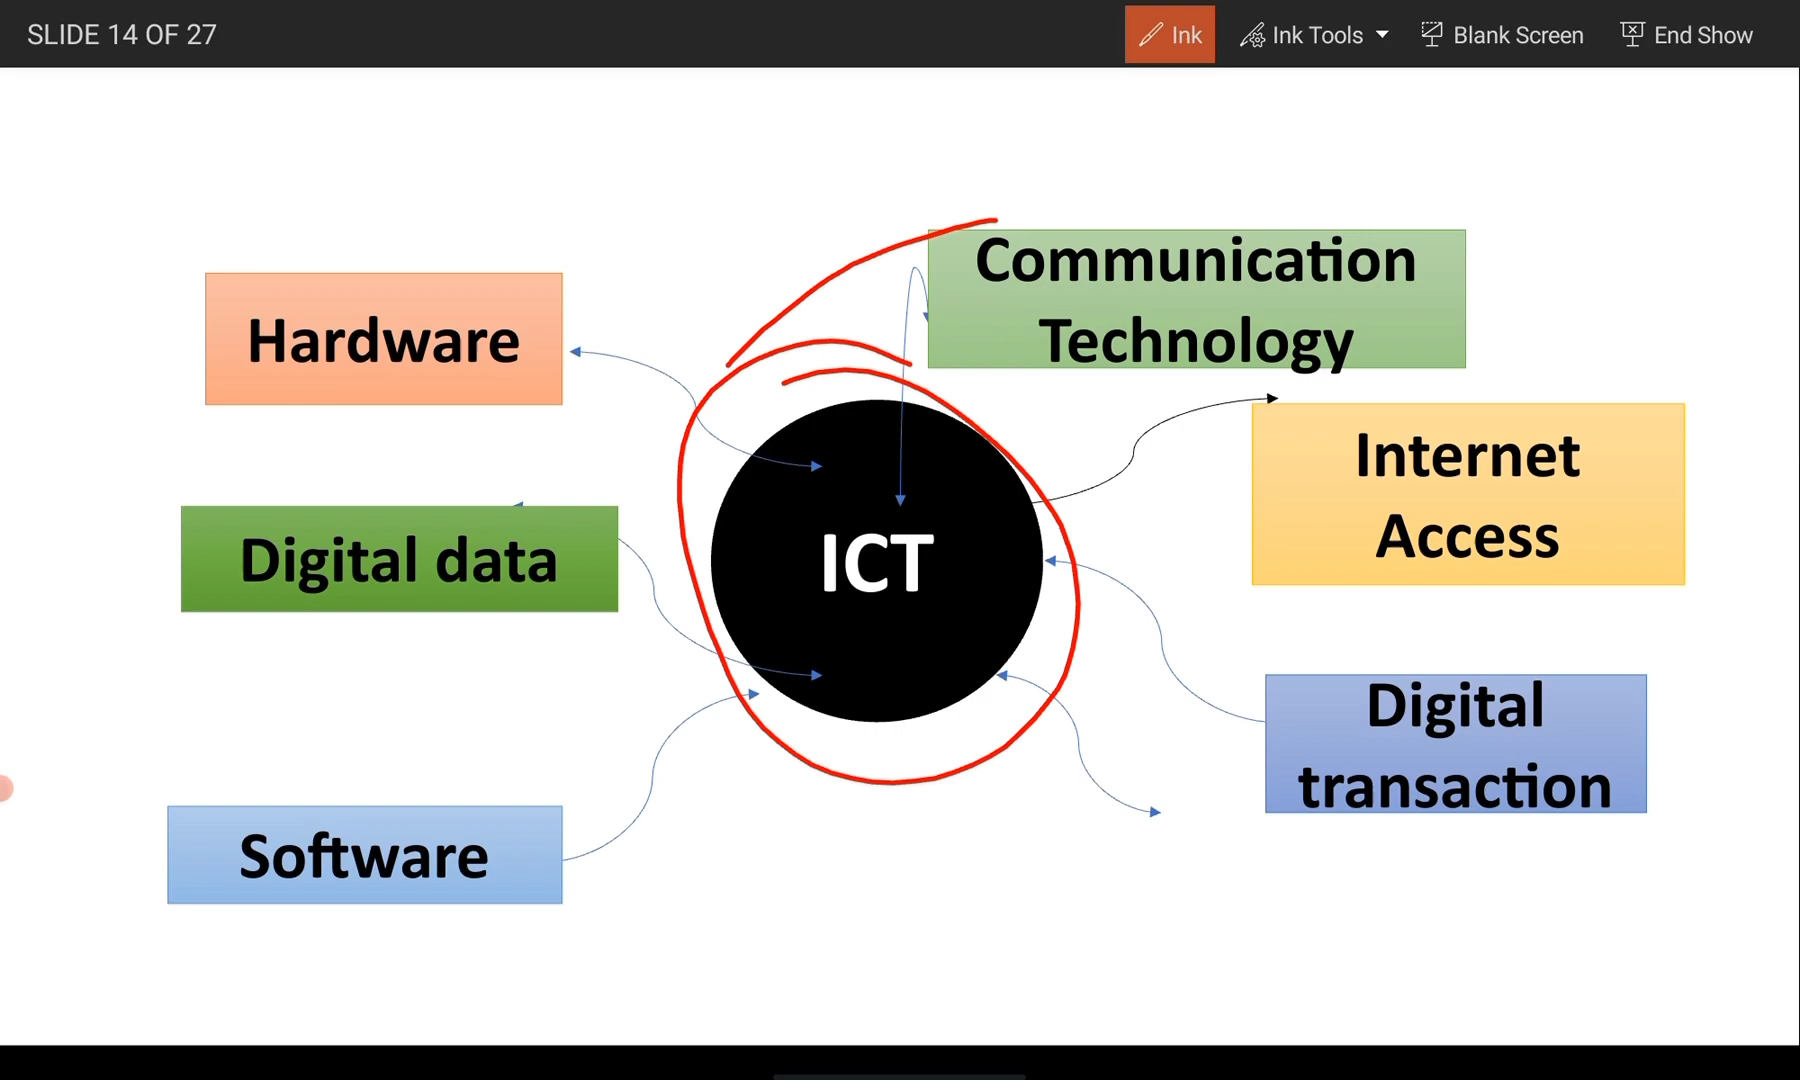 SLIDE 14 OF 27
Ink
Ink Tools
Blank Screen
End Show
Hardware
Communication
Technology
Internet
Access
Digital data
ICT
Digital
transaction
Software